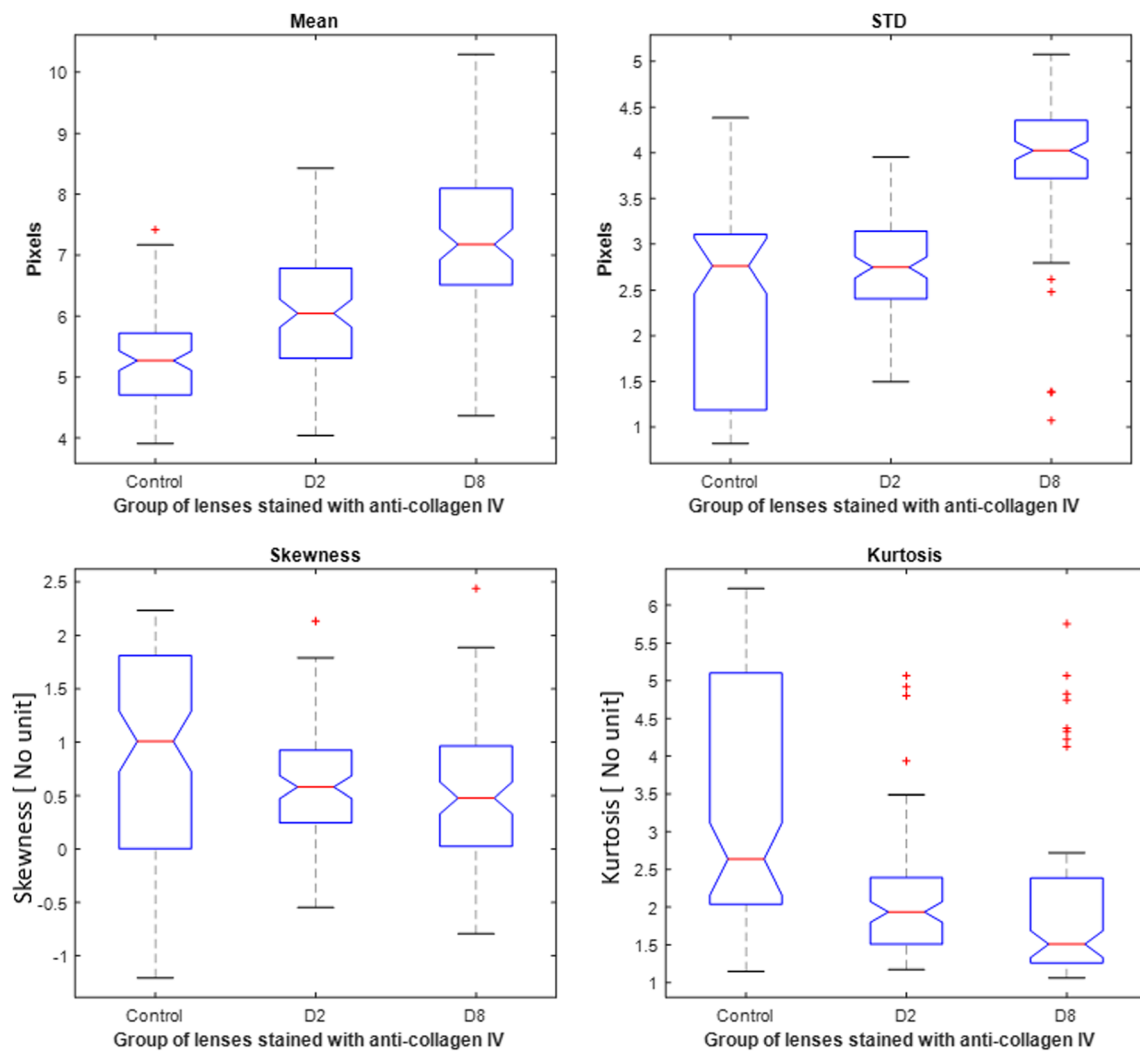 Mean
Pixels
10
9
8
7
6
5
4
Control D2 D8
Group of lenses stained with anti-collagen IV
STD
Pixels
5
4.5
4
3.5
3
2.5
2
1.5
1
Control D2 D8
Group of lenses stained with anti-collagen IV
Skewness
Skewness [ No unit]
2.5
2
1.5
1
0.5
0
-0.5
-1
Control D2 D8
Group of lenses stained with anti-collagen IV
Kurtosis
Kurtosis [ No unit]
6
5.5
5
4.5
4
3.5
3
2.5
2
1.5
1
Control D2 D8
Group of lenses stained with anti-collagen IV